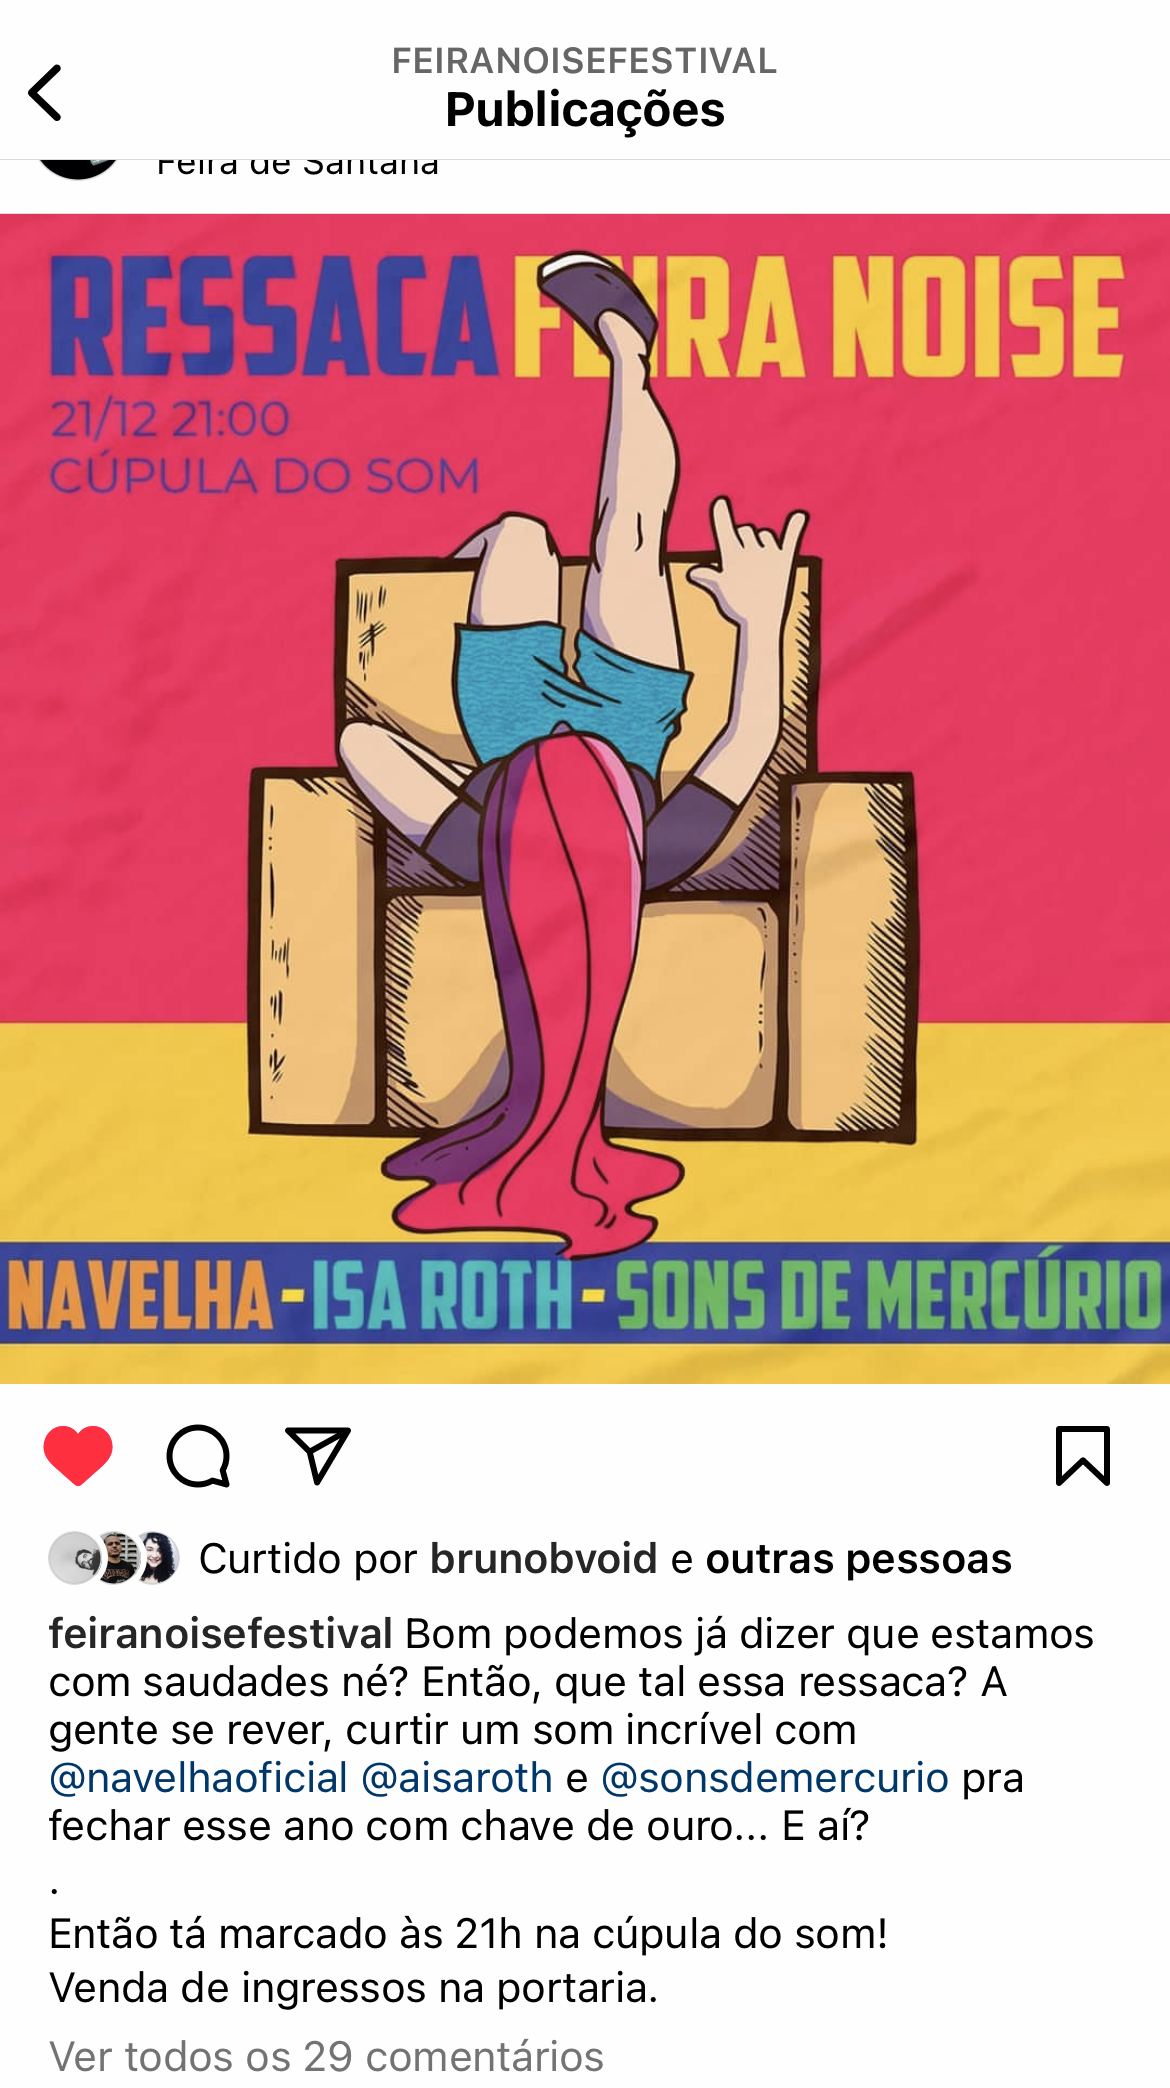 FEIRANOISEFESTIVAL
Publicações
Feira de Santana
RESSACA FEIRA NOISE
21/12 21:00
CÚPULA DO SOM
NAVELHA - ISA ROTH - SONS DE MERCÚRIO
Curtido por brunobvoid e outras pessoas
feiranoisefestival Bom podemos já dizer que estamos
com saudades né? Então, que tal essa ressaca? A
gente se rever, curtir um som incrível com
@navelhaoficial @aisaroth e @sonsdemercurio pra
fechar esse ano com chave de ouro... E aí?
.
Então tá marcado às 21h na cúpula do som!
Venda de ingressos na portaria.
Ver todos os 29 comentários